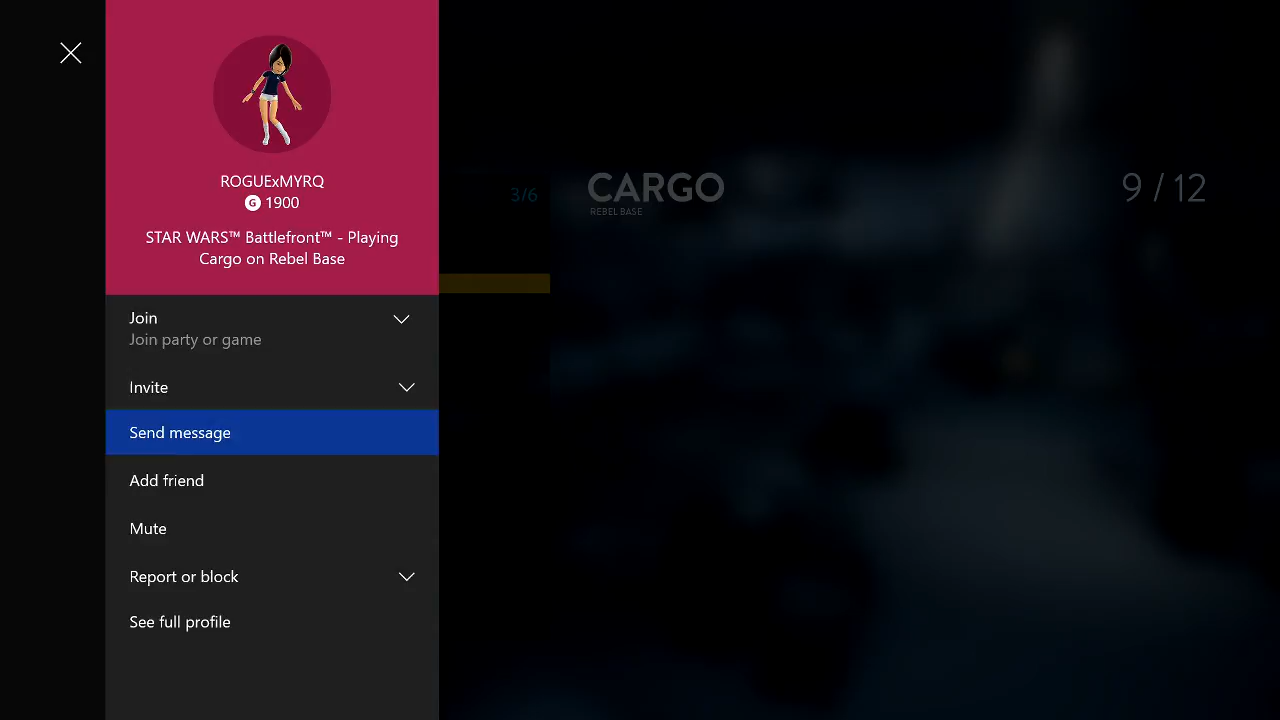 ROGUExMYRQ
G 1900
STAR WARS™ Battlefront™ - Playing
Cargo on Rebel Base
Join
Join party or game
Invite
Send message
Add friend
Mute
Report or block
See full profile
3/6
CARGO
REBEL BASE
9 / 12